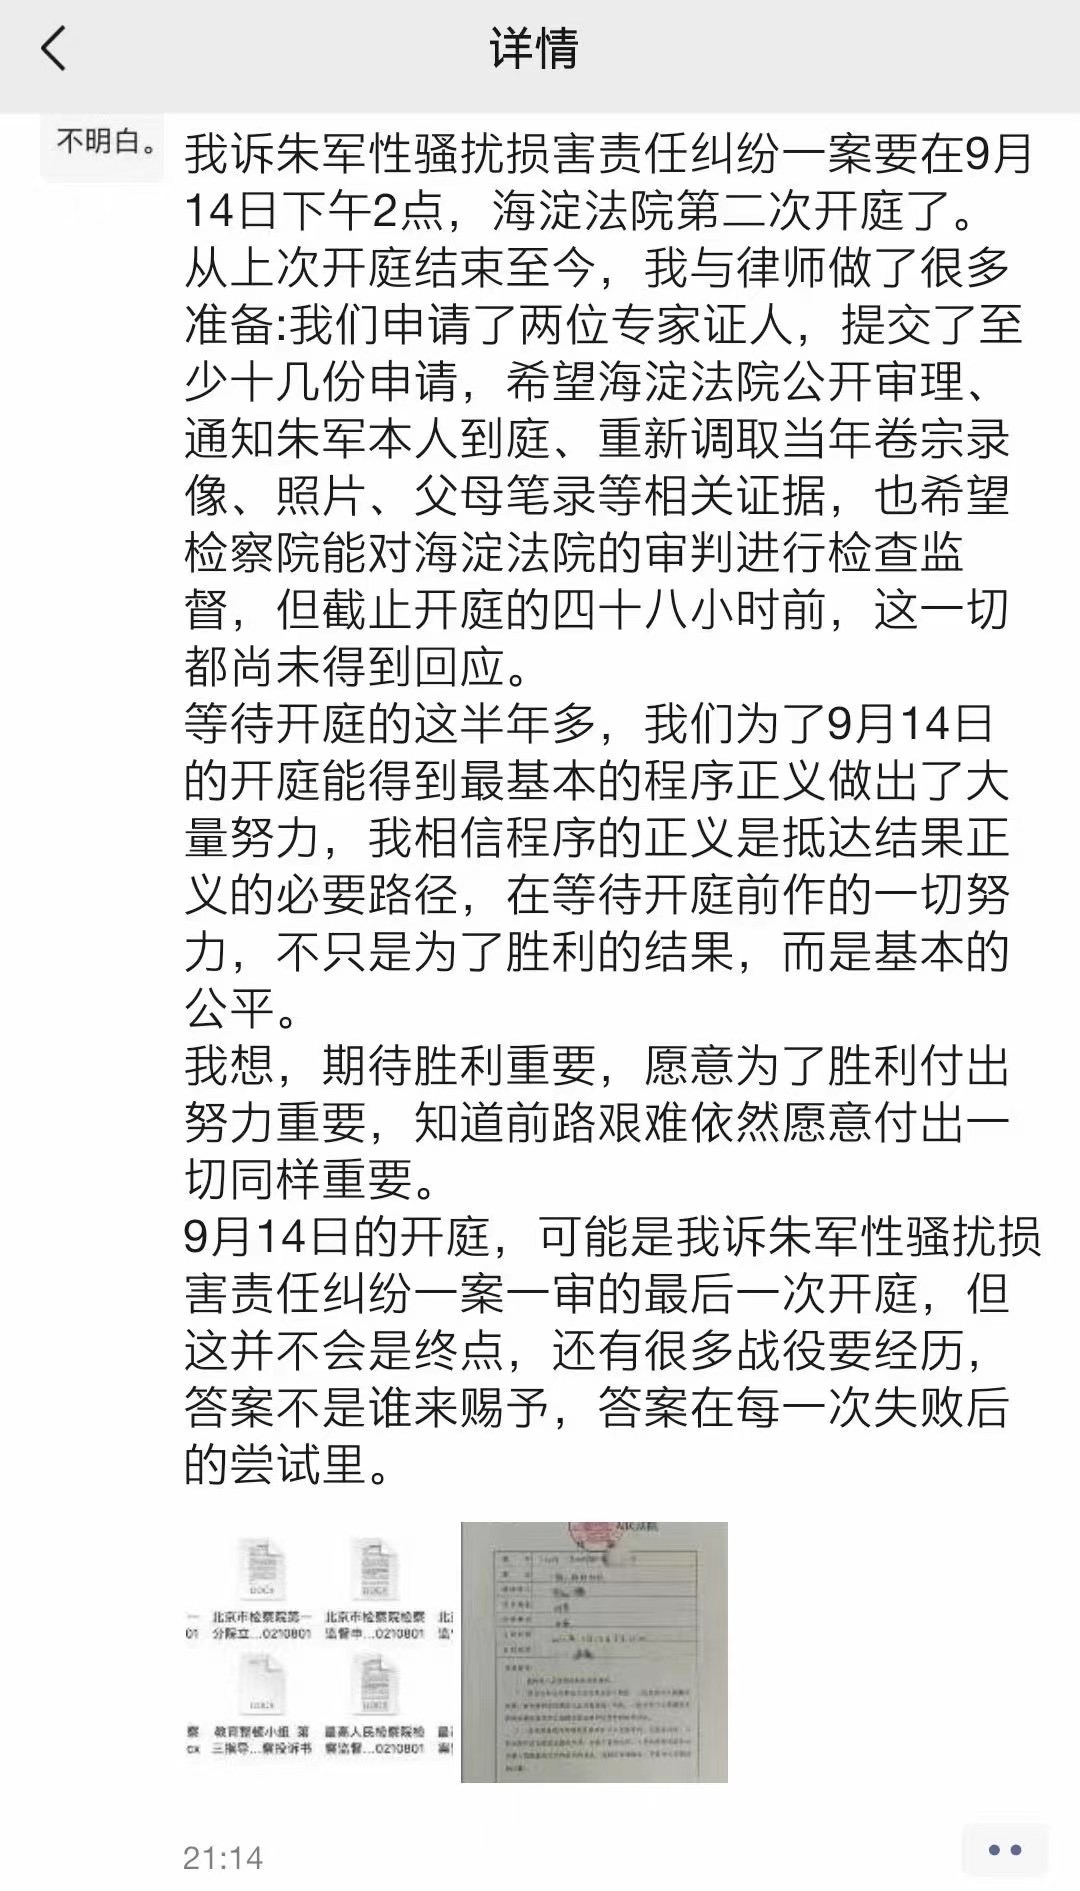 详情
不明白。
我诉朱军性骚扰损害责任纠纷一案要在9月
14日下午2点，海淀法院第二次开庭了。
从上次开庭结束至今，我与律师做了很多
准备:我们申请了两位专家证人，提交了至
少十几份申请，希望海淀法院公开审理、
通知朱军本人到庭、重新调取当年卷宗录
像、照片、父母笔录等相关证据，也希望
检察院能对海淀法院的审判进行检查监
督，但截止开庭的四十八小时前，这一切
都尚未得到回应。
等待开庭的这半年多，我们为了9月14日
的开庭能得到最基本的程序正义做出了大
量努力，我相信程序的正义是抵达结果正
义的必要路径，在等待开庭前作的一切努
力，不只是为了胜利的结果，而是基本的
公平。
我想，期待胜利重要，愿意为了胜利付出
努力重要，知道前路艰难依然愿意付出一
切同样重要。
9月14日的开庭，可能是我诉朱军性骚扰损
害责任纠纷一案一审的最后一次开庭，但
这并不会是终点，还有很多战役要经历，
答案不是谁来赐予，答案在每一次失败后
的尝试里。
DOCX DOCX
北京市检察院第一 北京市检察院检察
01 分院立...0210801 监督申...0210801
DOCX DOCX
教育整顿小组 第 最高人民检察院检
cx 三指导...察投诉书 察监督...0210801
21:14